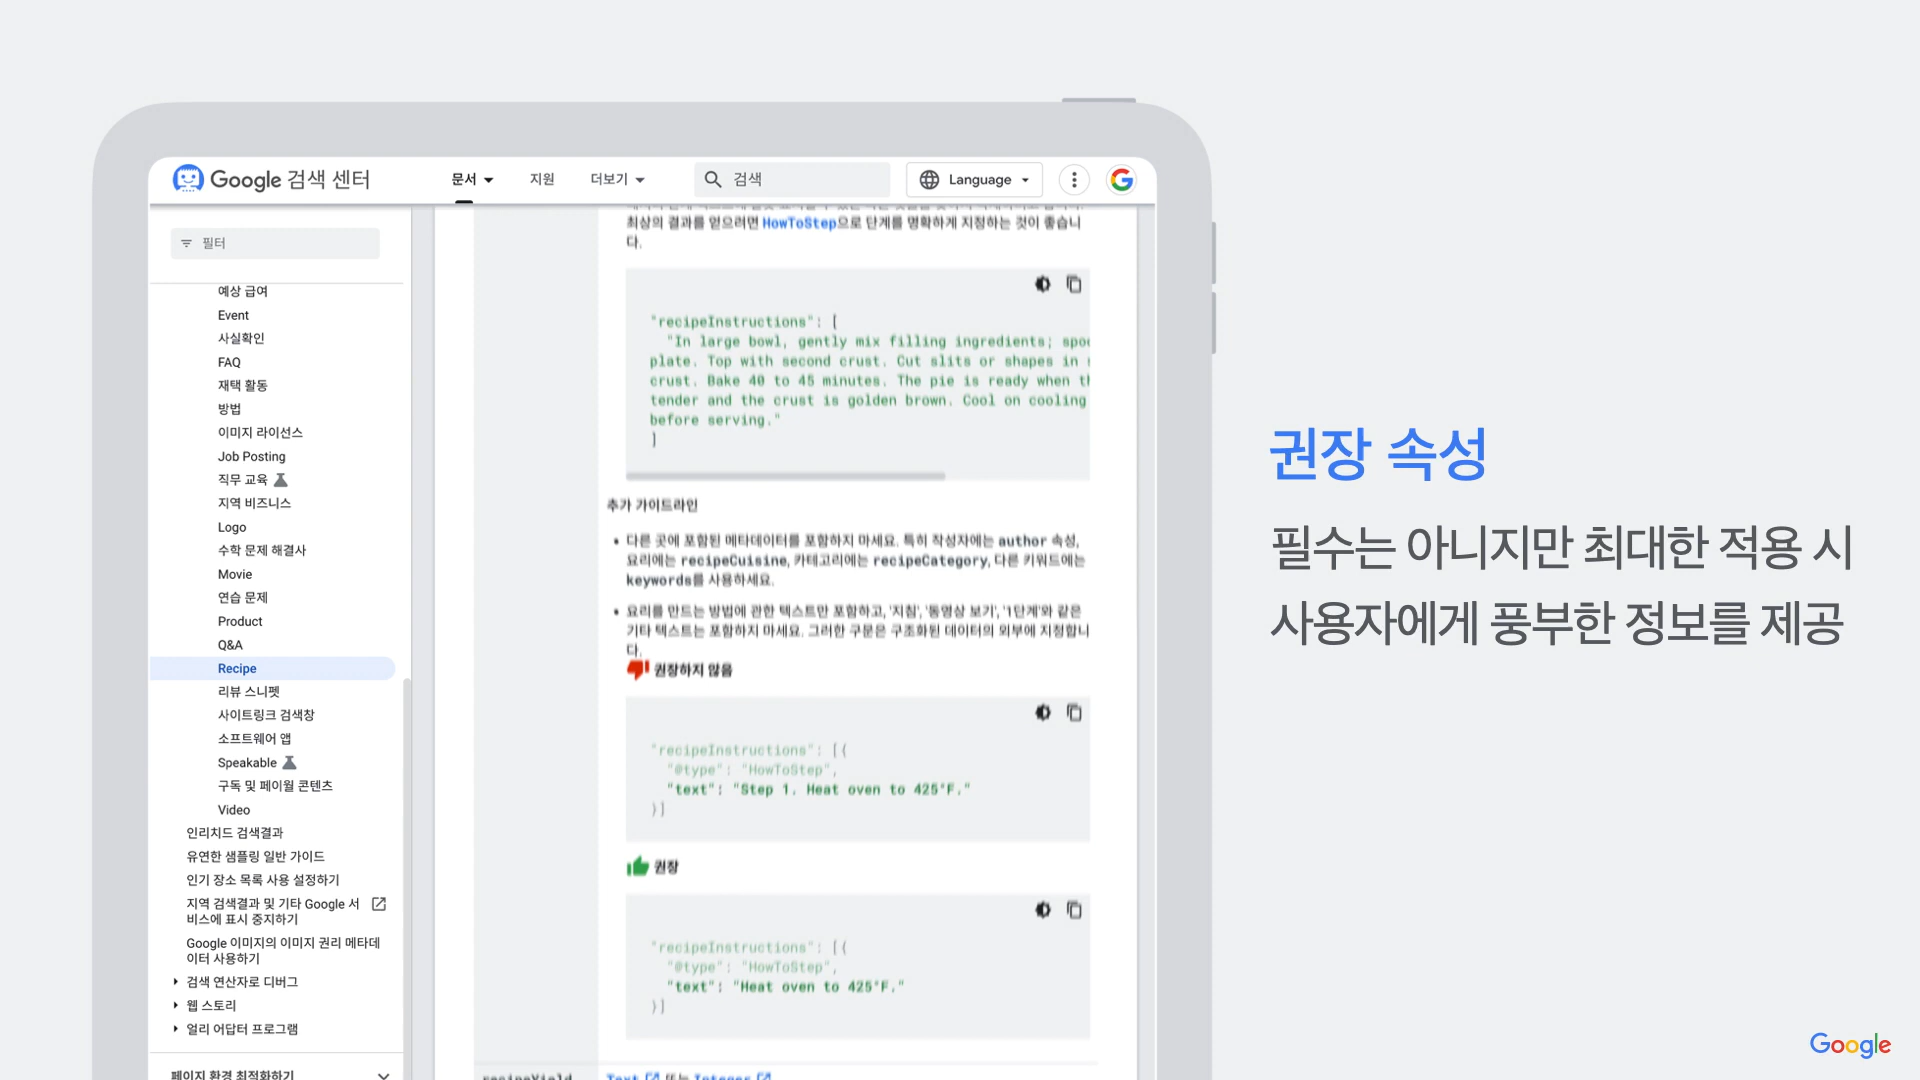 Google 검색 센터
문서
지원
더보기
검색
Language
필터
예상 급여
Event
사실확인
FAQ
재택 활동
방법
이미지 라이선스
Job Posting
직무 교육
지역 비즈니스
Logo
수학 문제 해결사
Movie
연습 문제
Product
Q&A
Recipe
리뷰 스니펫
사이트링크 검색창
소프트웨어 앱
Speakable
구독 및 페이월 콘텐츠
Video
인리치드 검색결과
유연한 샘플링 일반 가이드
인기 장소 목록 사용 설정하기
지역 검색결과 및 기타 Google 서
비스에 표시 중지하기
Google 이미지의 이미지 권리 메타데
이터 사용하기
검색 연산자로 디버그
웹 스토리
얼리 어답터 프로그램
페이지 환경 최적화하기
최상의 결과를 얻으려면 HowToStep으로 단계를 명확하게 지정하는 것이 좋습니
다.
"recipeInstructions": [
"In large bowl, gently mix filling ingredients;
plate. Top with second crust. Cut slits or shapes in
crust. Bake 40 to 45 minutes. The pie is ready when
tender and the crust is golden brown. Cool on cooling
before serving."
]
추가 가이드라인
• 다른 곳에 포함된 메타데이터를 포함하지 마세요. 특히 작성자에는 author 속성,
요리에는 recipeCuisine, 카테고리에는 recipeCategory, 다른 키워드에는
keywords를 사용하세요.
• 요리를 만드는 방법에 관한 텍스트만 포함하고, '지침', '동영상 보기', '1단계'와 같은
기타 텍스트는 포함하지 마세요. 그러한 구문은 구조화된 데이터의 외부에 지정합니
다.
권장하지 않음
"recipeInstructions": [{
"@type": "HowToStep",
"text": "Step 1. Heat oven to 425°F."
}]
권장
"recipeInstructions": [{
"@type": "HowToStep",
"text": "Heat oven to 425°F."
}]
recipeYield
Text 또는 Integer
권장 속성
필수는 아니지만 최대한 적용 시
사용자에게 풍부한 정보를 제공
Google